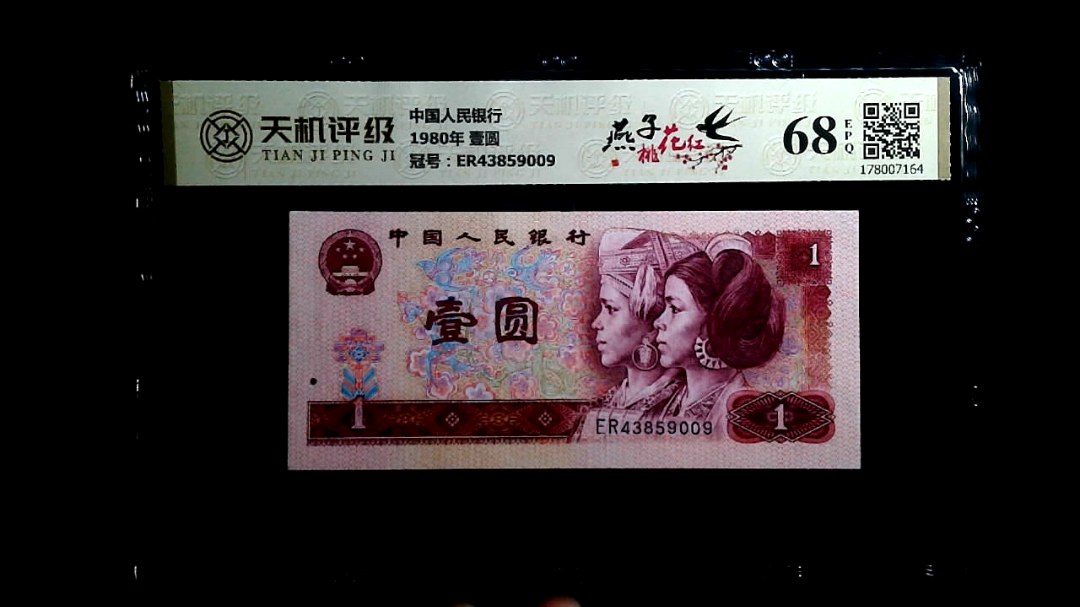 天机评级
TIAN JI PING JI
中国人民银行
1980年 壹圆
冠号：ER43859009
燕子
桃花红
68
EPQ
178007164
中国人民银行
1
壹圆
1
ER43859009
1